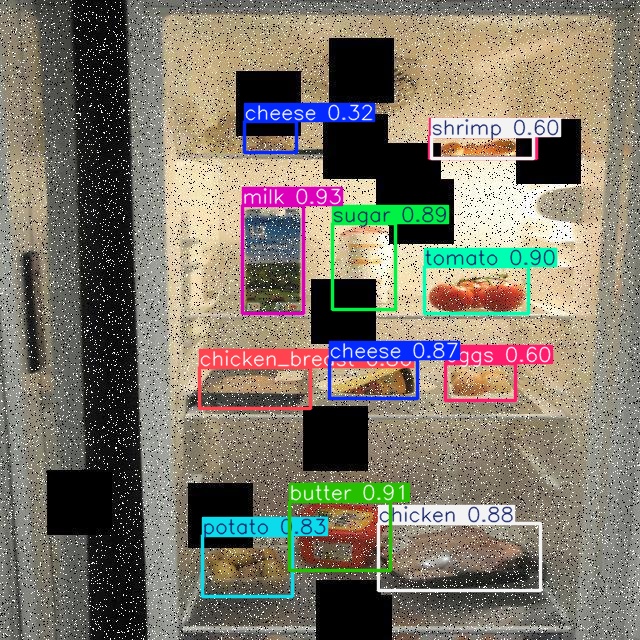 cheese 0.32
shrimp 0.60
milk 0.93
sugar 0.89
tomato 0.90
chicken_breast
cheese 0.87
ggs 0.60
butter 0.91
chicken 0.88
potato 0.83